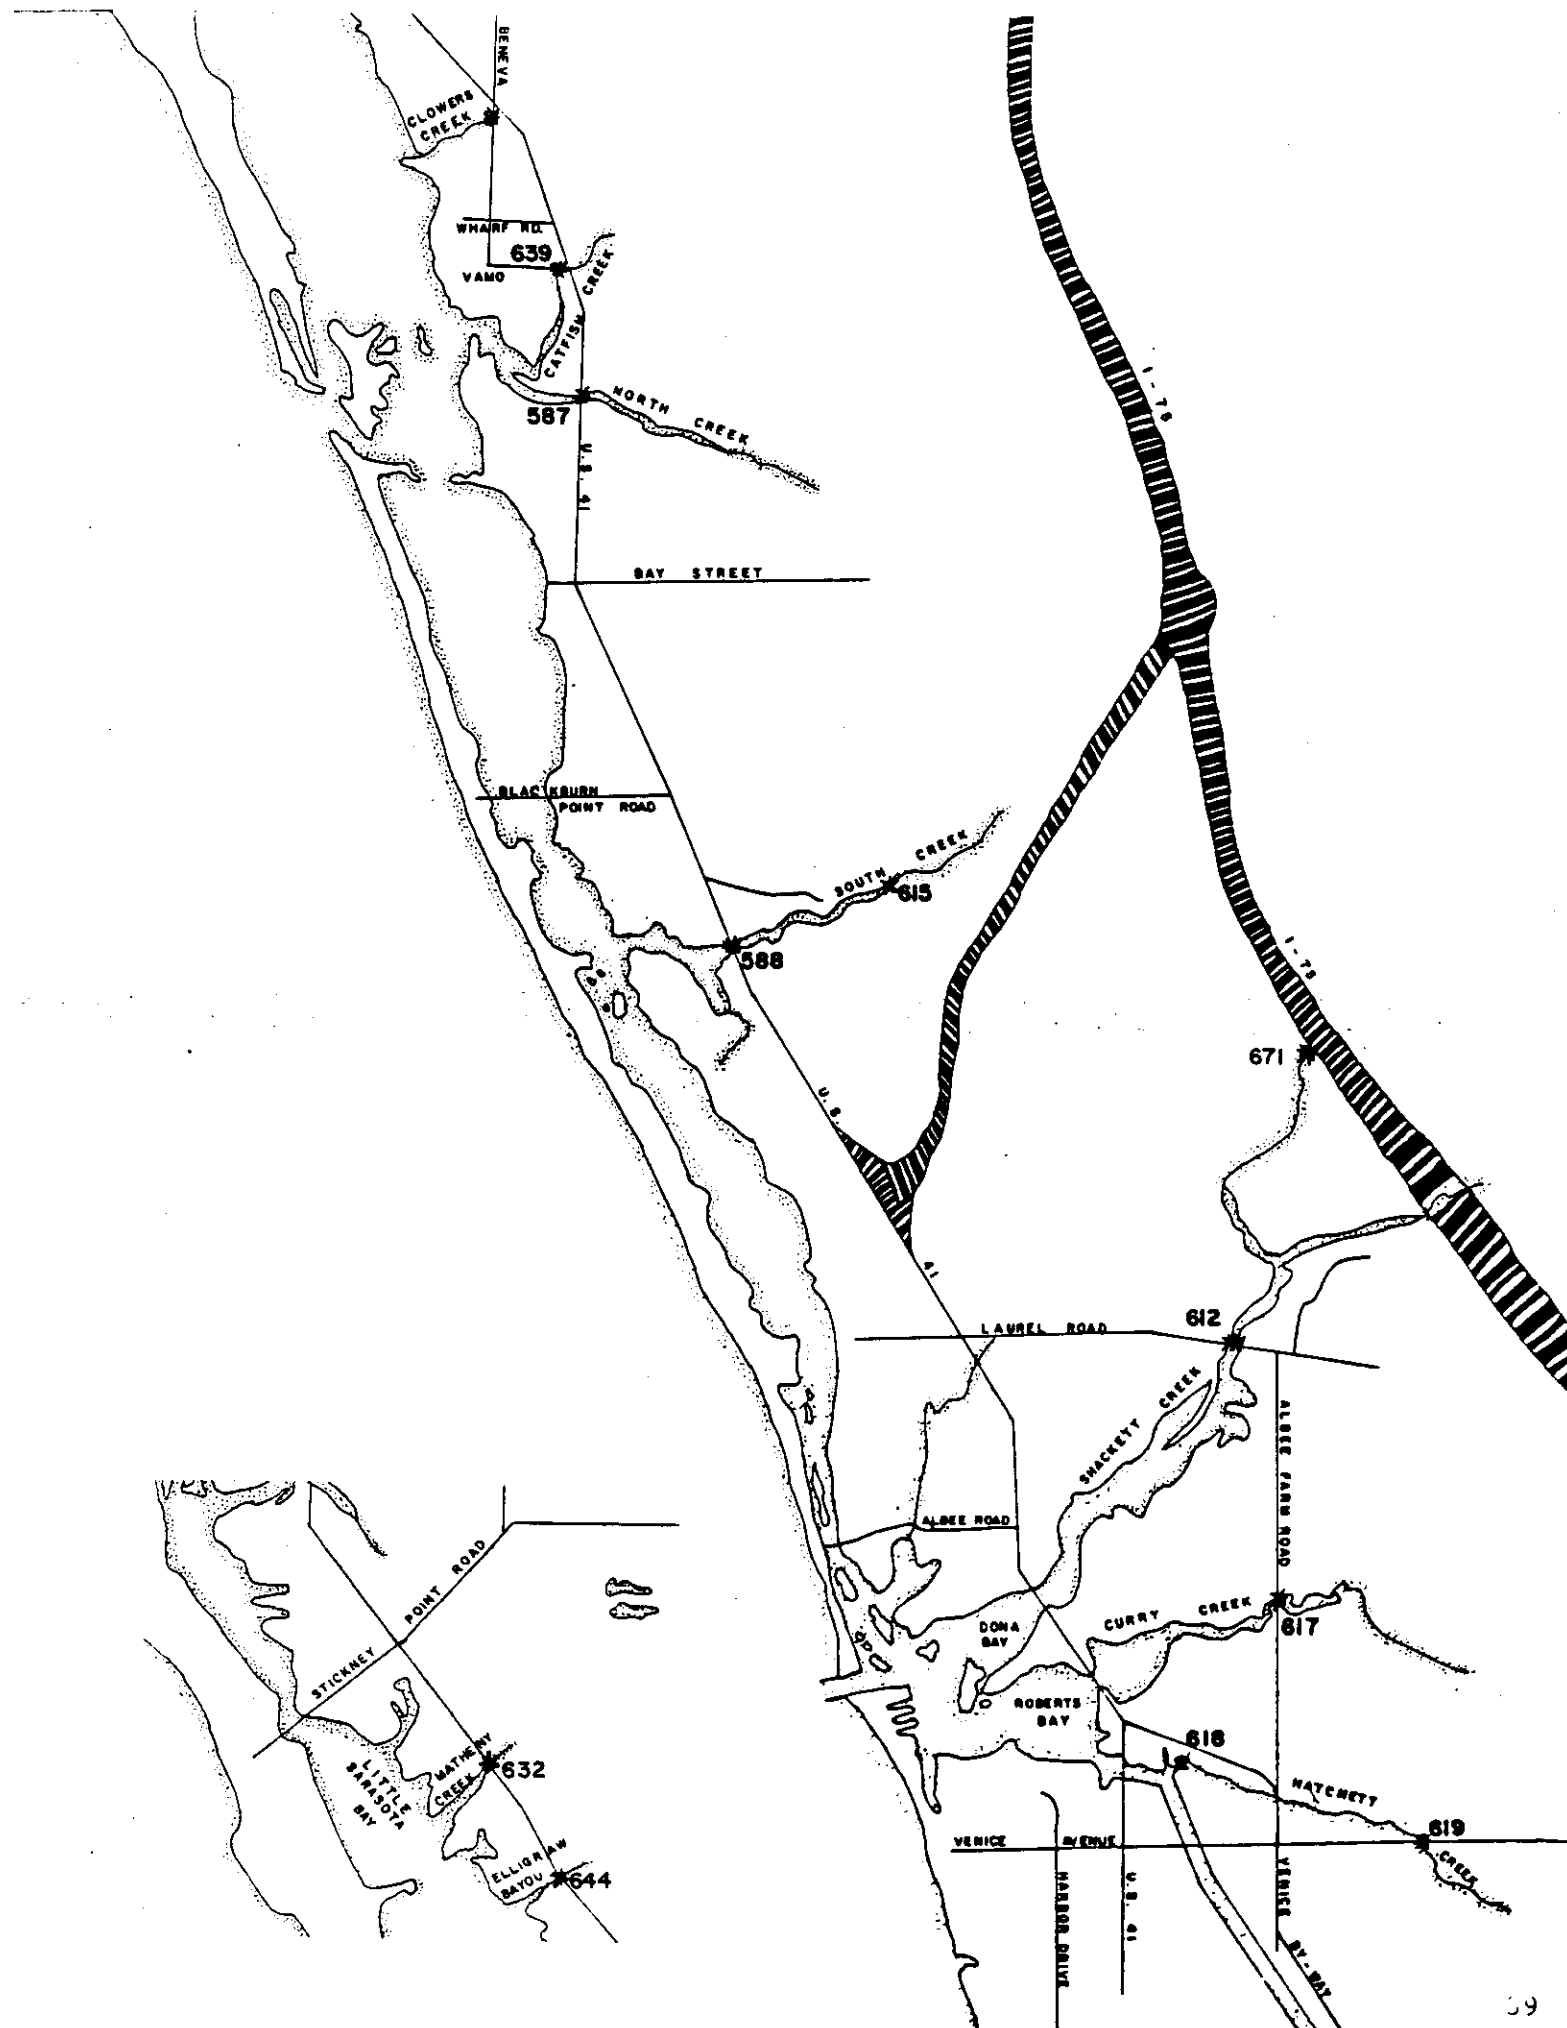 BENEVA
CLOWERS
CREEK
WHARF RD.
639
VAMO
CATFISH CREEK
587
NORTH CREEK
I-75
U.S. 41
BAY STREET
BLACKBURN
POINT ROAD
SOUTH CREEK
615
588
I-75
671
U.S. 41
612
LAUREL ROAD
SHACKETT CREEK
ALBEE FARM ROAD
ALBEE ROAD
STICKNEY POINT ROAD
DONA
BAY
CURRY CREEK
617
ROBERTS
BAY
618
MATHENY
CREEK
632
LITTLE
SARASOTA
BAY
HATCHETT CREEK
619
VENICE AVENUE
ELLIGRAW
BAYOU
644
HARBOR DRIVE
U.S. 41
VENICE BY-WAY